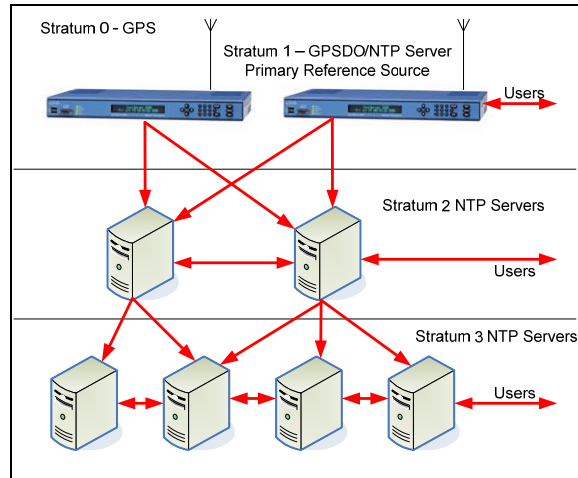 Stratum 0 - GPS
Stratum 1 – GPSDO/NTP Server
Primary Reference Source
Users
Stratum 2 NTP Servers
Users
Stratum 3 NTP Servers
Users